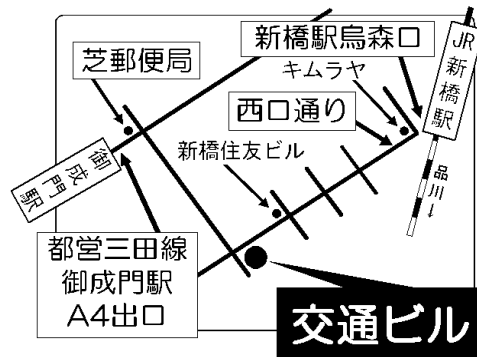 新橋駅烏森口
JR新橋駅
芝郵便局
キムラヤ
西口通り
新橋住友ビル
御成門駅
品川→
都営三田線
御成門駅
A4出口
交通ビル